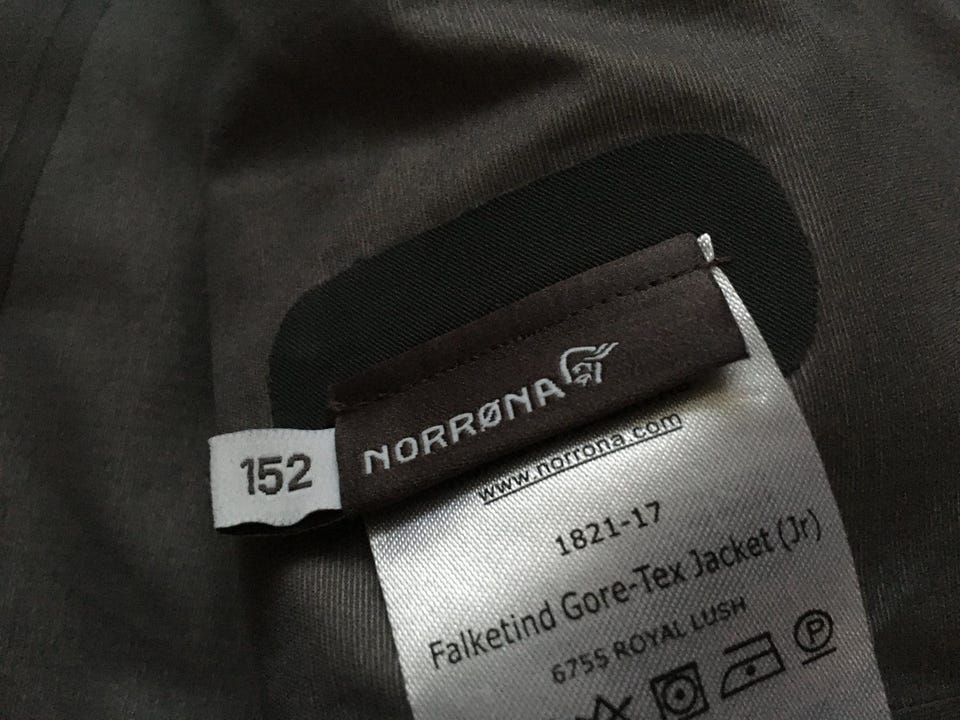 152
NORRØNA
www.norrona.com
1821-17
Falketind Gore-Tex Jacket (Jr)
6755 ROYAL LUSH
P